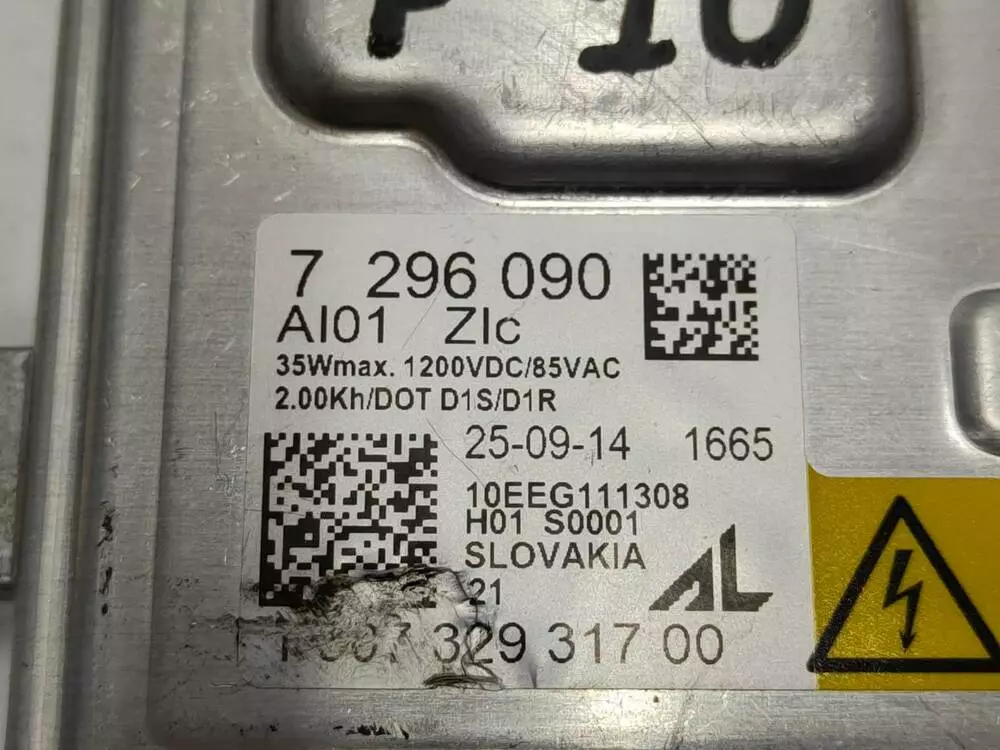 P 10
7 296 090
AI01 ZIc
35Wmax. 1200VDC/85VAC
2.00Kh/DOT D1S/D1R
25-09-14 1665
10EEG111308
H01 S0001
SLOVAKIA
21
AL
329 317 00